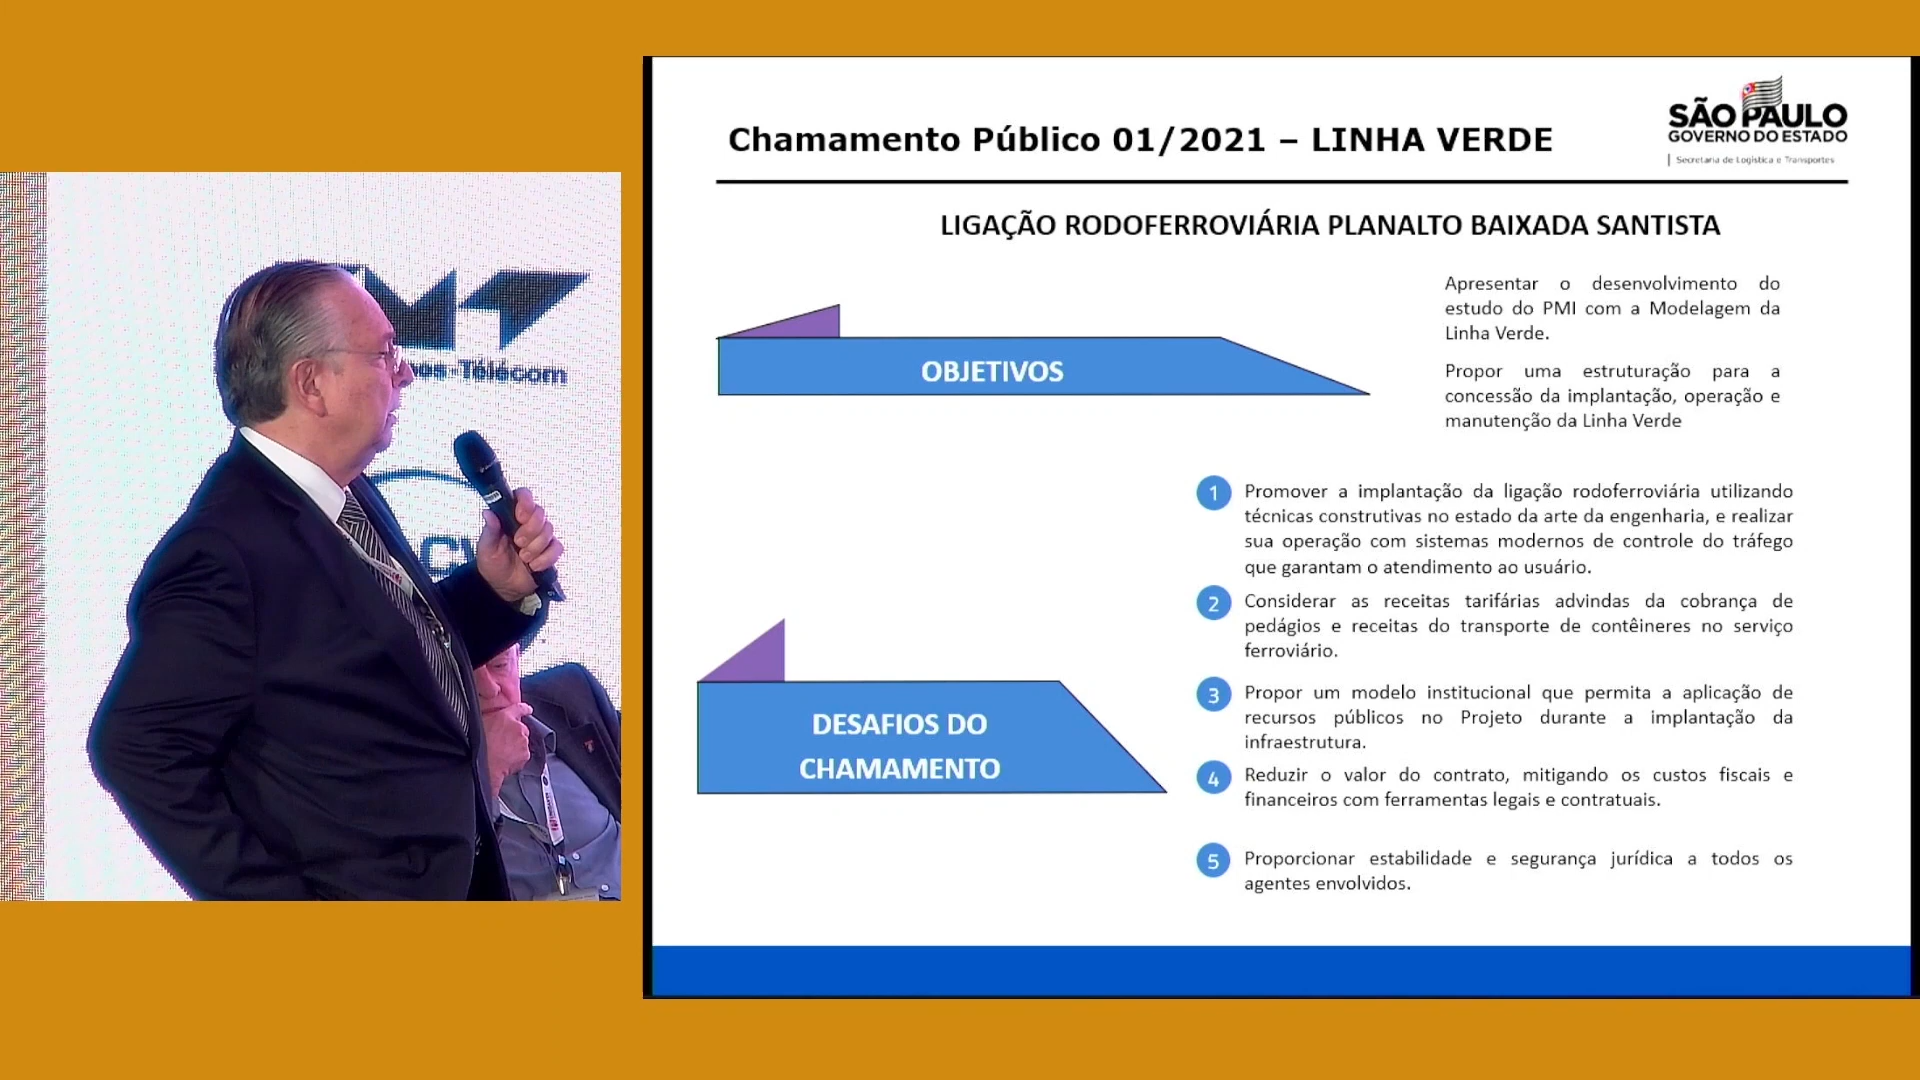 Chamamento Público 01/2021 – LINHA VERDE
SÃO PAULO
GOVERNO DO ESTADO
Secretaria de Logística e Transportes
LIGAÇÃO RODOFERROVIÁRIA PLANALTO BAIXADA SANTISTA
OBJETIVOS
Apresentar o desenvolvimento do
estudo do PMI com a Modelagem da
Linha Verde.
Propor uma estruturação para a
concessão da implantação, operação e
manutenção da Linha Verde
DESAFIOS DO
CHAMAMENTO
1 Promover a implantação da ligação rodoferroviária utilizando
técnicas construtivas no estado da arte da engenharia, e realizar
sua operação com sistemas modernos de controle do tráfego
que garantam o atendimento ao usuário.
2 Considerar as receitas tarifárias advindas da cobrança de
pedágios e receitas do transporte de contêineres no serviço
ferroviário.
3 Propor um modelo institucional que permita a aplicação de
recursos públicos no Projeto durante a implantação da
infraestrutura.
4 Reduzir o valor do contrato, mitigando os custos fiscais e
financeiros com ferramentas legais e contratuais.
5 Proporcionar estabilidade e segurança jurídica a todos os
agentes envolvidos.
Télécom